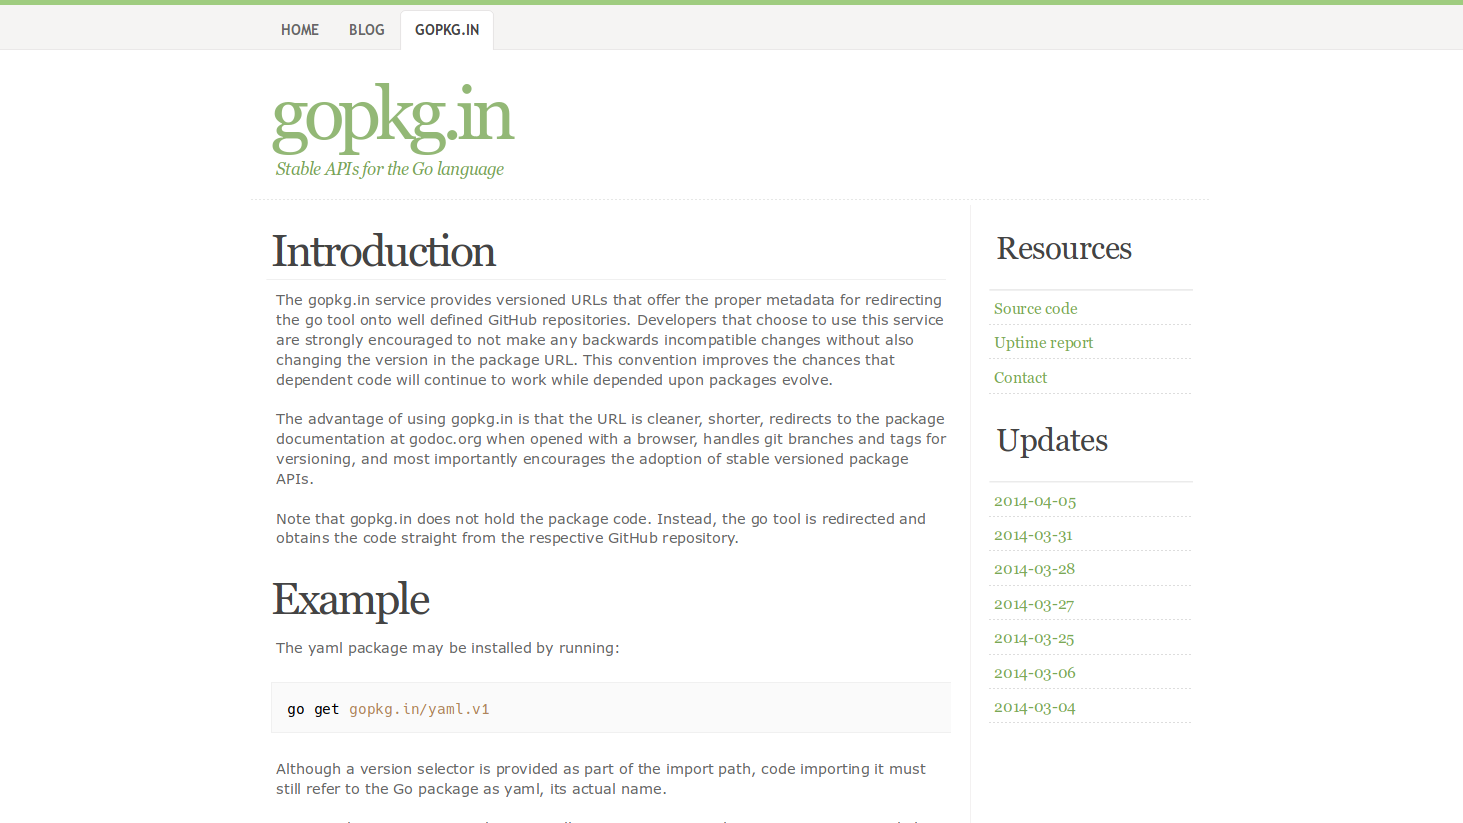 HOME
BLOG
GOPKG.IN
gopkg.in
Stable APIs for the Go language
Introduction
The gopkg.in service provides versioned URLs that offer the proper metadata for redirecting
the go tool onto well defined GitHub repositories. Developers that choose to use this service
are strongly encouraged to not make any backwards incompatible changes without also
changing the version in the package URL. This convention improves the chances that
dependent code will continue to work while depended upon packages evolve.
The advantage of using gopkg.in is that the URL is cleaner, shorter, redirects to the package
documentation at godoc.org when opened with a browser, handles git branches and tags for
versioning, and most importantly encourages the adoption of stable versioned package
APIs.
Note that gopkg.in does not hold the package code. Instead, the go tool is redirected and
obtains the code straight from the respective GitHub repository.
Example
The yaml package may be installed by running:
go get gopkg.in/yaml.v1
Although a version selector is provided as part of the import path, code importing it must
still refer to the Go package as yaml, its actual name.
Resources
Source code
Uptime report
Contact
Updates
2014-04-05
2014-03-31
2014-03-28
2014-03-27
2014-03-25
2014-03-06
2014-03-04